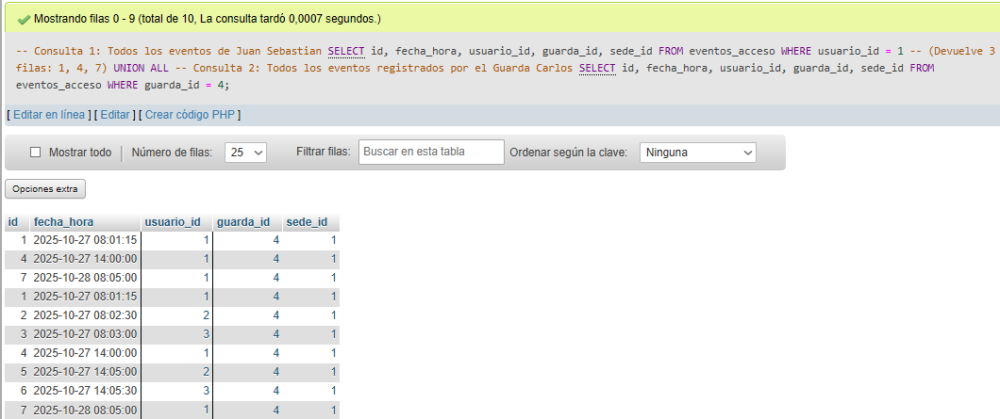 Mostrando filas 0 - 9 (total de 10, La consulta tardó 0,0007 segundos.)
-- Consulta 1: Todos los eventos de Juan Sebastian SELECT id, fecha_hora, usuario_id, guarda_id, sede_id FROM eventos_acceso WHERE usuario_id = 1 -- (Devuelve 3
filas: 1, 4, 7) UNION ALL -- Consulta 2: Todos los eventos registrados por el Guarda Carlos SELECT id, fecha_hora, usuario_id, guarda_id, sede_id FROM
eventos_acceso WHERE guarda_id = 4;
[ Editar en línea ] [ Editar ] [ Crear código PHP ]
Mostrar todo Número de filas: 25 Filtrar filas: Buscar en esta tabla Ordenar según la clave: Ninguna
Opciones extra
id fecha_hora usuario_id guarda_id sede_id
1 2025-10-27 08:01:15 1 4 1
4 2025-10-27 14:00:00 1 4 1
7 2025-10-28 08:05:00 1 4 1
1 2025-10-27 08:01:15 1 4 1
2 2025-10-27 08:02:30 2 4 1
3 2025-10-27 08:03:00 3 4 1
4 2025-10-27 14:00:00 1 4 1
5 2025-10-27 14:05:00 2 4 1
6 2025-10-27 14:05:30 3 4 1
7 2025-10-28 08:05:00 1 4 1